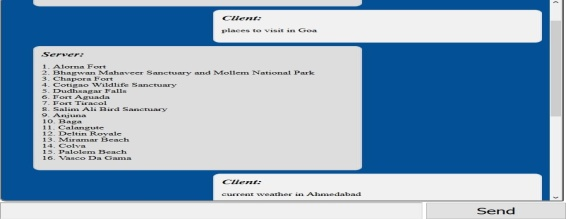 Client:
places to visit in Goa
Server:
1. Alorna Fort
2. Bhagwan Mahaveer Sanctuary and Mollem National Park
3. Chapora Fort
4. Cotigao Wildlife Sanctuary
5. Dudhsagar Falls
6. Fort Aguada
7. Fort Tiracol
8. Salim Ali Bird Sanctuary
9. Anjuna
10. Baga
11. Calangute
12. Deltin Royale
13. Miramar Beach
14. Colva
15. Palolem Beach
16. Vasco Da Gama
Client:
current weather in Ahmedabad
Send